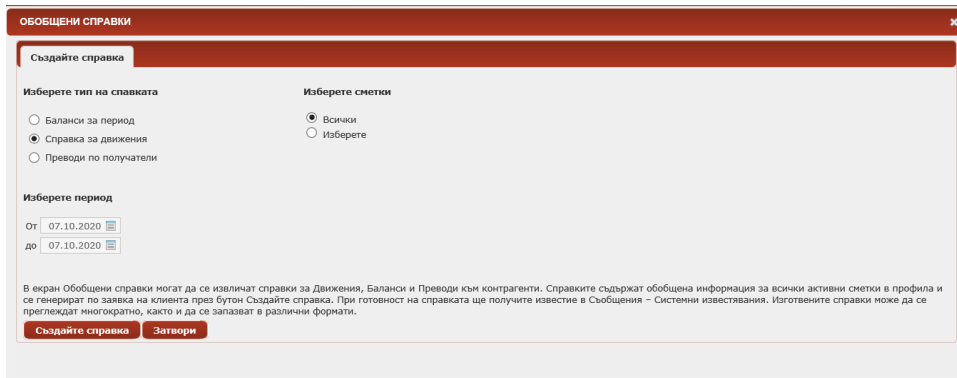 ОБОБЩЕНИ СПРАВКИ
Създайте справка
Изберете тип на спавката
Изберете сметки
Баланси за период
Всички
Справка за движения
Изберете
Преводи по получатели
Изберете период
От 07.10.2020
до 07.10.2020
В екран Обобщени справки могат да се извличат справки за Движения, Баланси и Преводи към контрагенти. Справките съдържат обобщена информация за всички активни сметки в профила и
се генерират по заявка на клиента през бутон Създайте справка. При готовност на справката ще получите известие в Съобщения – Системни известявания. Изготвените справки може да се
преглеждат многократно, както и да се запазват в различни формати.
Създайте справка Затвори